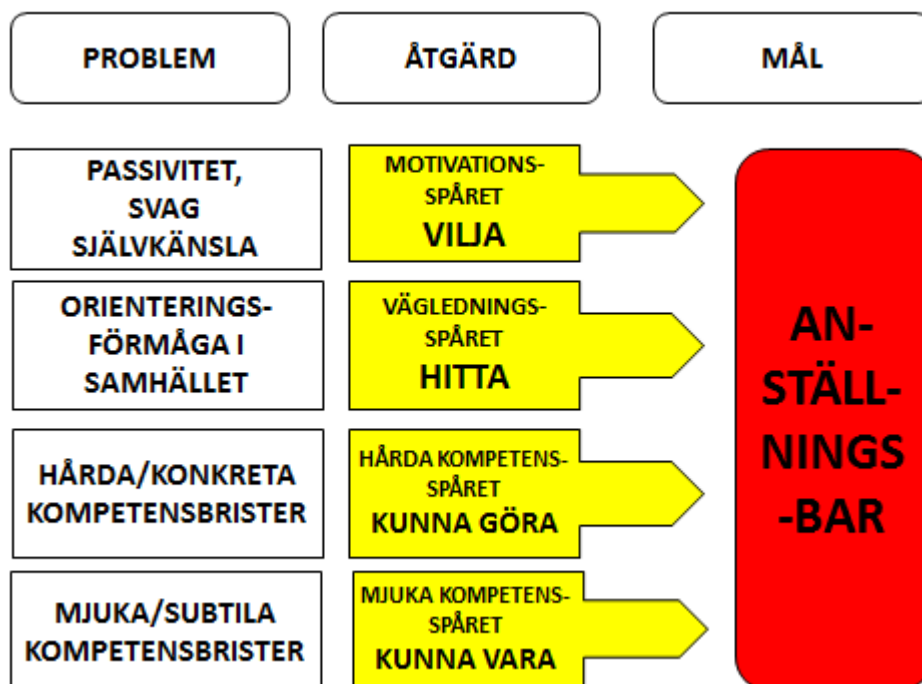 PROBLEM
ÅTGÄRD
MÅL
PASSIVITET,
SVAG
SJÄLVKÄNSLA
MOTIVATIONS-
SPÅRET
VILJA
ORIENTERINGS-
FÖRMÅGA I
SAMHÄLLET
VÄGLEDNINGS-
SPÅRET
HITTA
HÅRDA/KONKRETA
KOMPETENSBRISTER
HÅRDA KOMPETENS-
SPÅRET
KUNNA GÖRA
MJUKA/SUBTILA
KOMPETENSBRISTER
MJUKA KOMPETENS-
SPÅRET
KUNNA VARA
AN-
STÄLL-
NINGS
-BAR